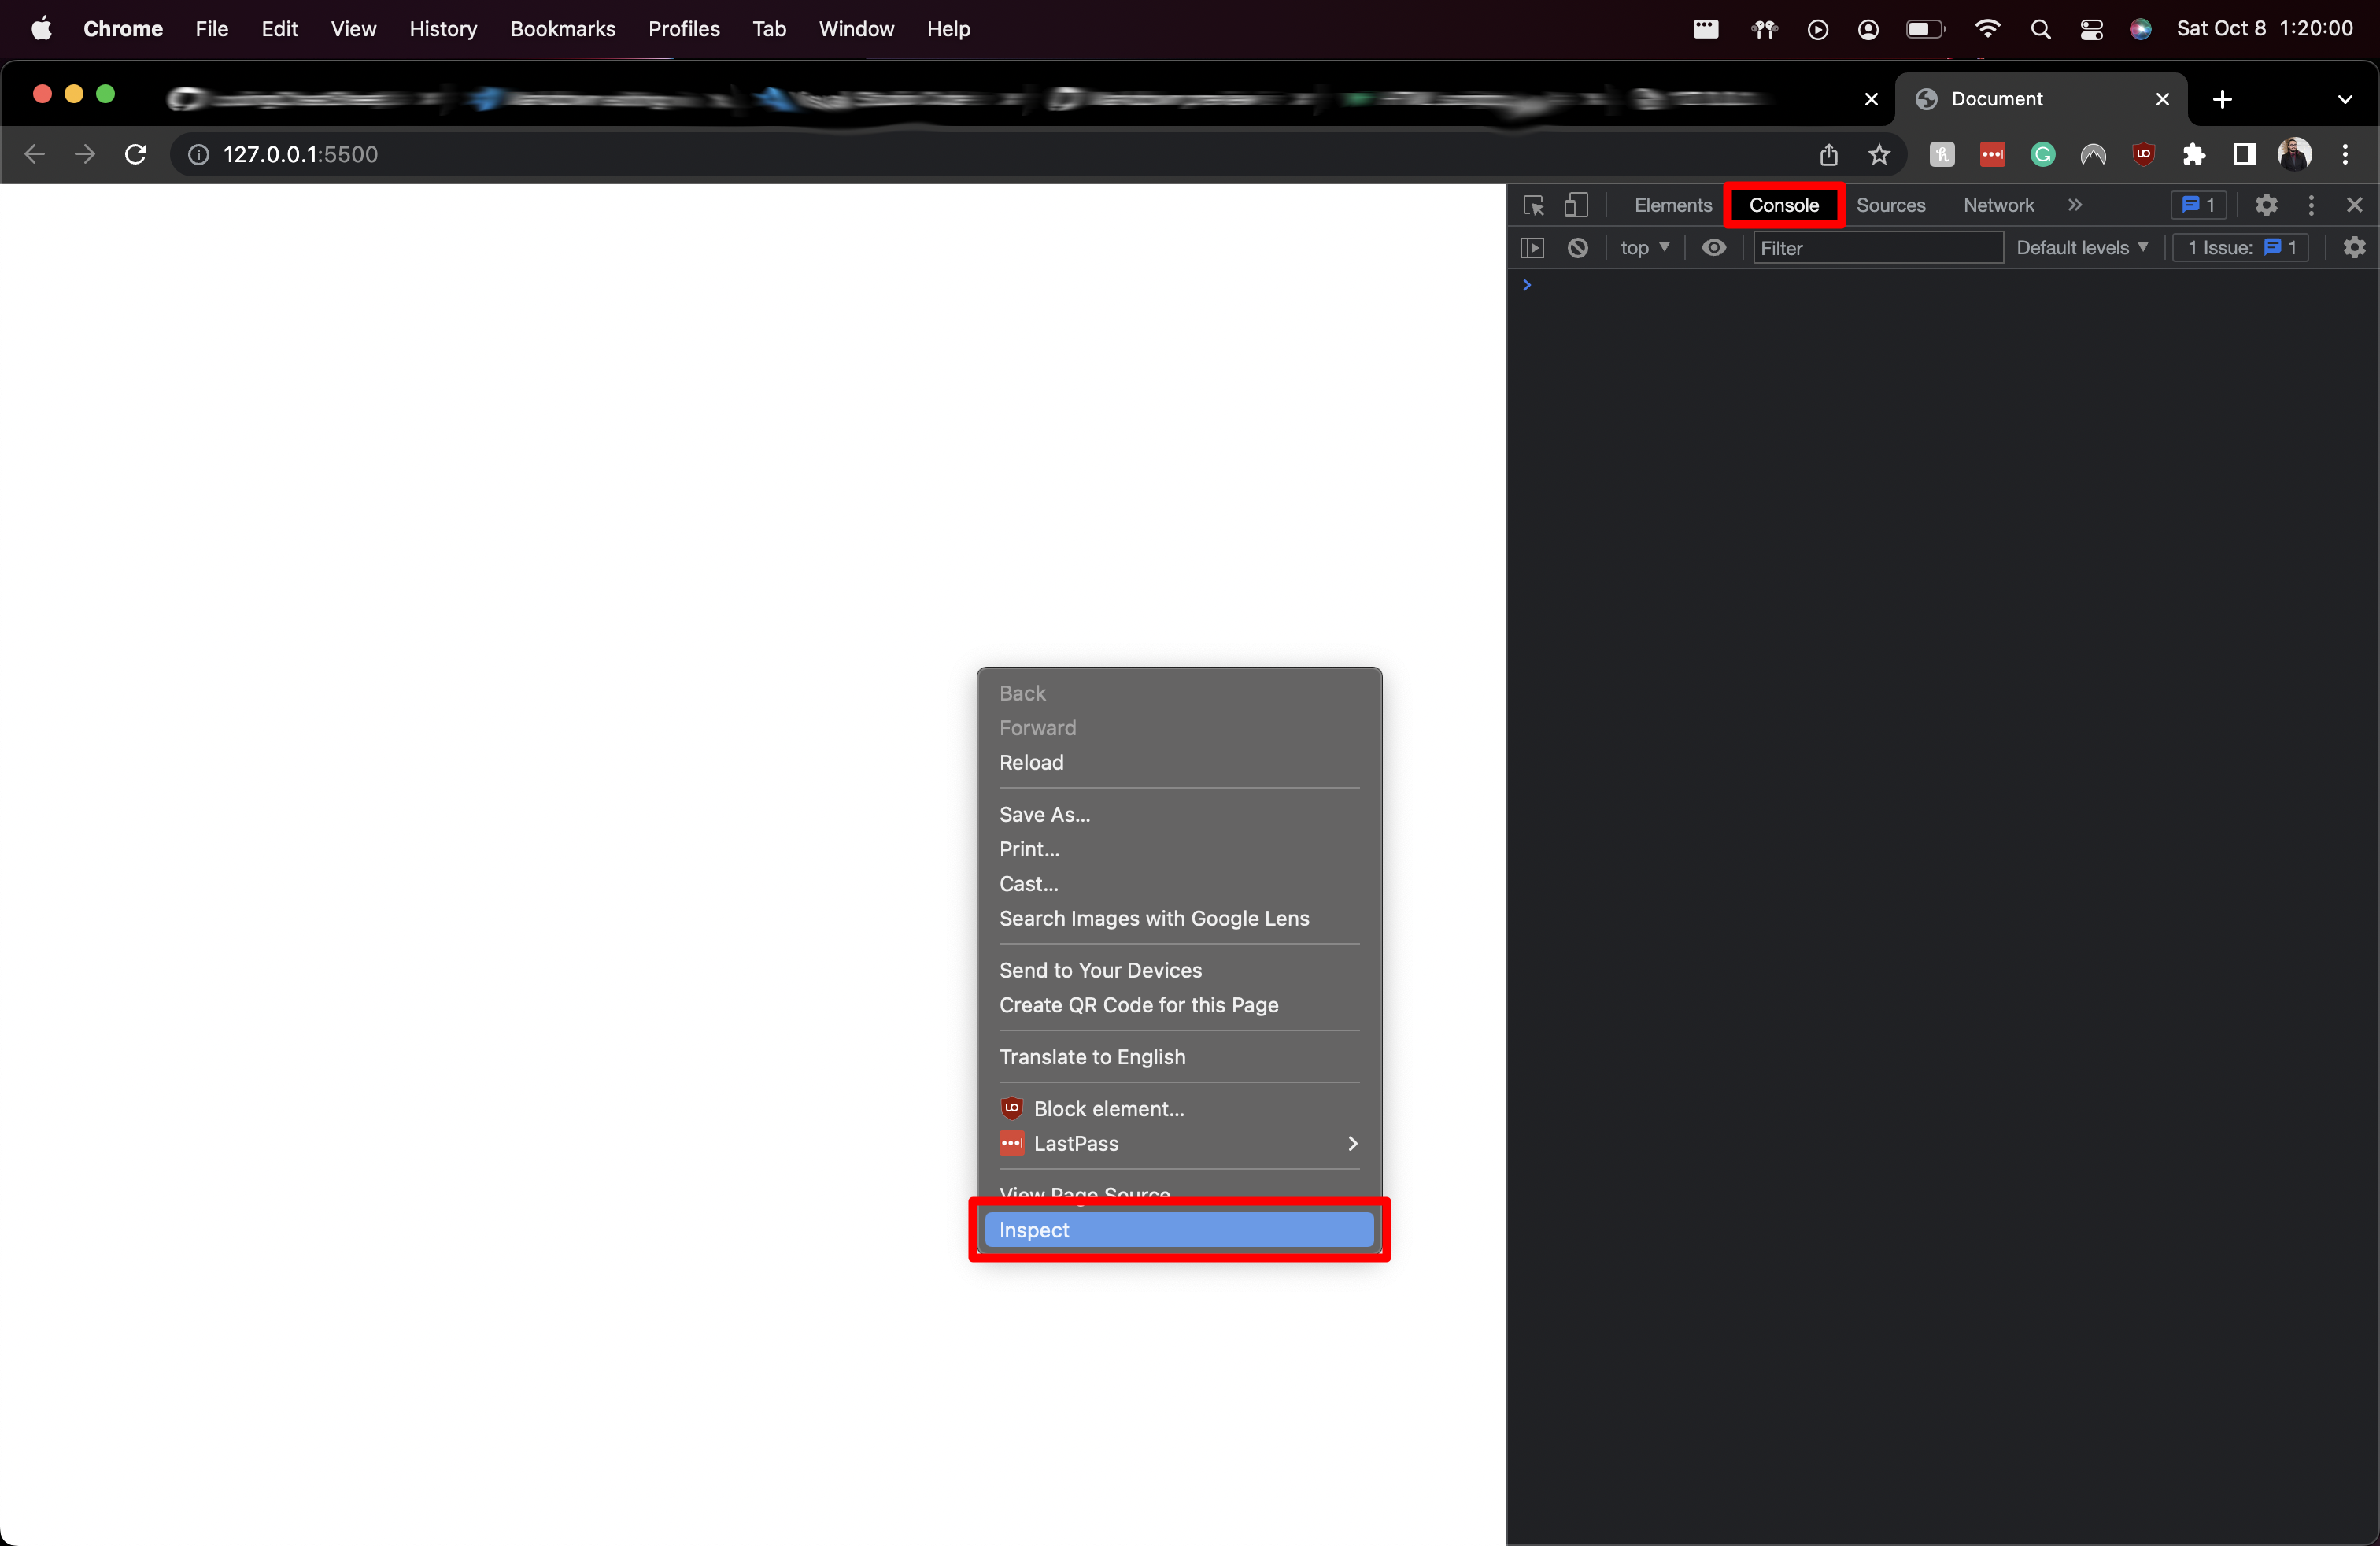 Chrome File Edit View History Bookmarks Profiles Tab Window Help Sat Oct 8 1:20:00
Document
127.0.0.1:5500
Elements Console Sources Network 1
top Filter Default levels 1 Issue: 1
Back
Forward
Reload
Save As...
Print...
Cast...
Search Images with Google Lens
Send to Your Devices
Create QR Code for this Page
Translate to English
Block element...
LastPass
View Page Source
Inspect